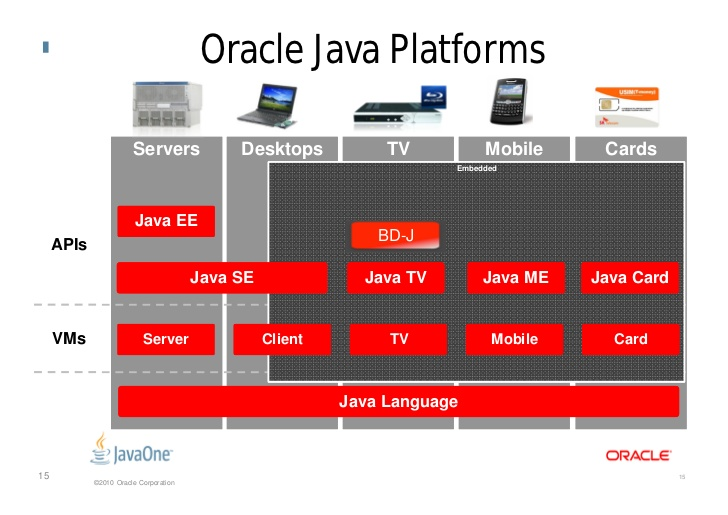 Oracle Java Platforms
Servers Desktops TV Mobile Cards
Embedded
APIs
Java EE
BD-J
Java SE Java TV Java ME Java Card
VMs
Server Client TV Mobile Card
Java Language
JavaOne
ORACLE
15
©2010 Oracle Corporation
15